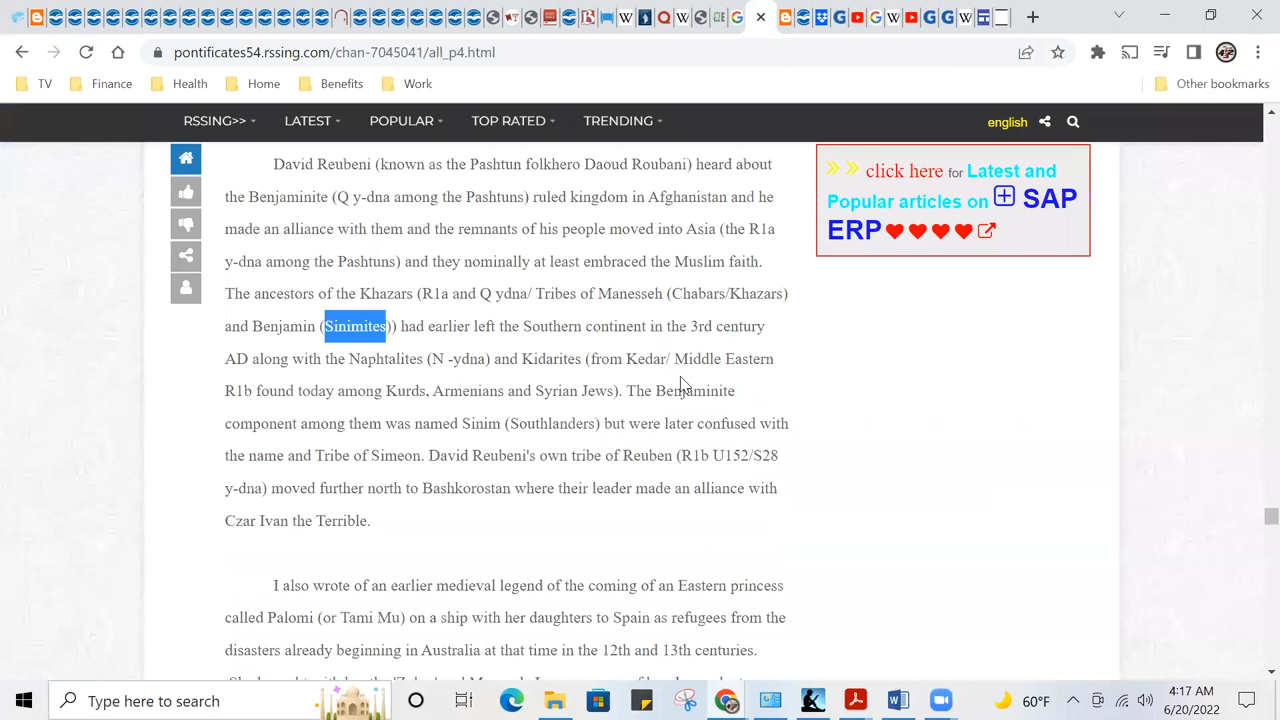 pontificates54.rssing.com/chan-7045041/all_p4.html
TV Finance Health Home Benefits Work Other bookmarks
RSSING>> LATEST POPULAR TOP RATED TRENDING english
David Reubeni (known as the Pashtun folkhero Daoud Roubani) heard about
the Benjaminite (Q y-dna among the Pashtuns) ruled kingdom in Afghanistan and he
made an alliance with them and the remnants of his people moved into Asia (the R1a
y-dna among the Pashtuns) and they nominally at least embraced the Muslim faith.
The ancestors of the Khazars (R1a and Q ydna/ Tribes of Manesseh (Chabars/Khazars)
and Benjamin (Sinimites)) had earlier left the Southern continent in the 3rd century
AD along with the Naphtalites (N -ydna) and Kidarites (from Kedar/ Middle Eastern
R1b found today among Kurds, Armenians and Syrian Jews). The Benjaminite
component among them was named Sinim (Southlanders) but were later confused with
the name and Tribe of Simeon. David Reubeni's own tribe of Reuben (R1b U152/S28
y-dna) moved further north to Bashkorostan where their leader made an alliance with
Czar Ivan the Terrible.
I also wrote of an earlier medieval legend of the coming of an Eastern princess
called Palomi (or Tami Mu) on a ship with her daughters to Spain as refugees from the
disasters already beginning in Australia at that time in the 12th and 13th centuries.
click here for Latest and
Popular articles on SAP
ERP
Type here to search
60°F
4:17 AM
6/20/2022